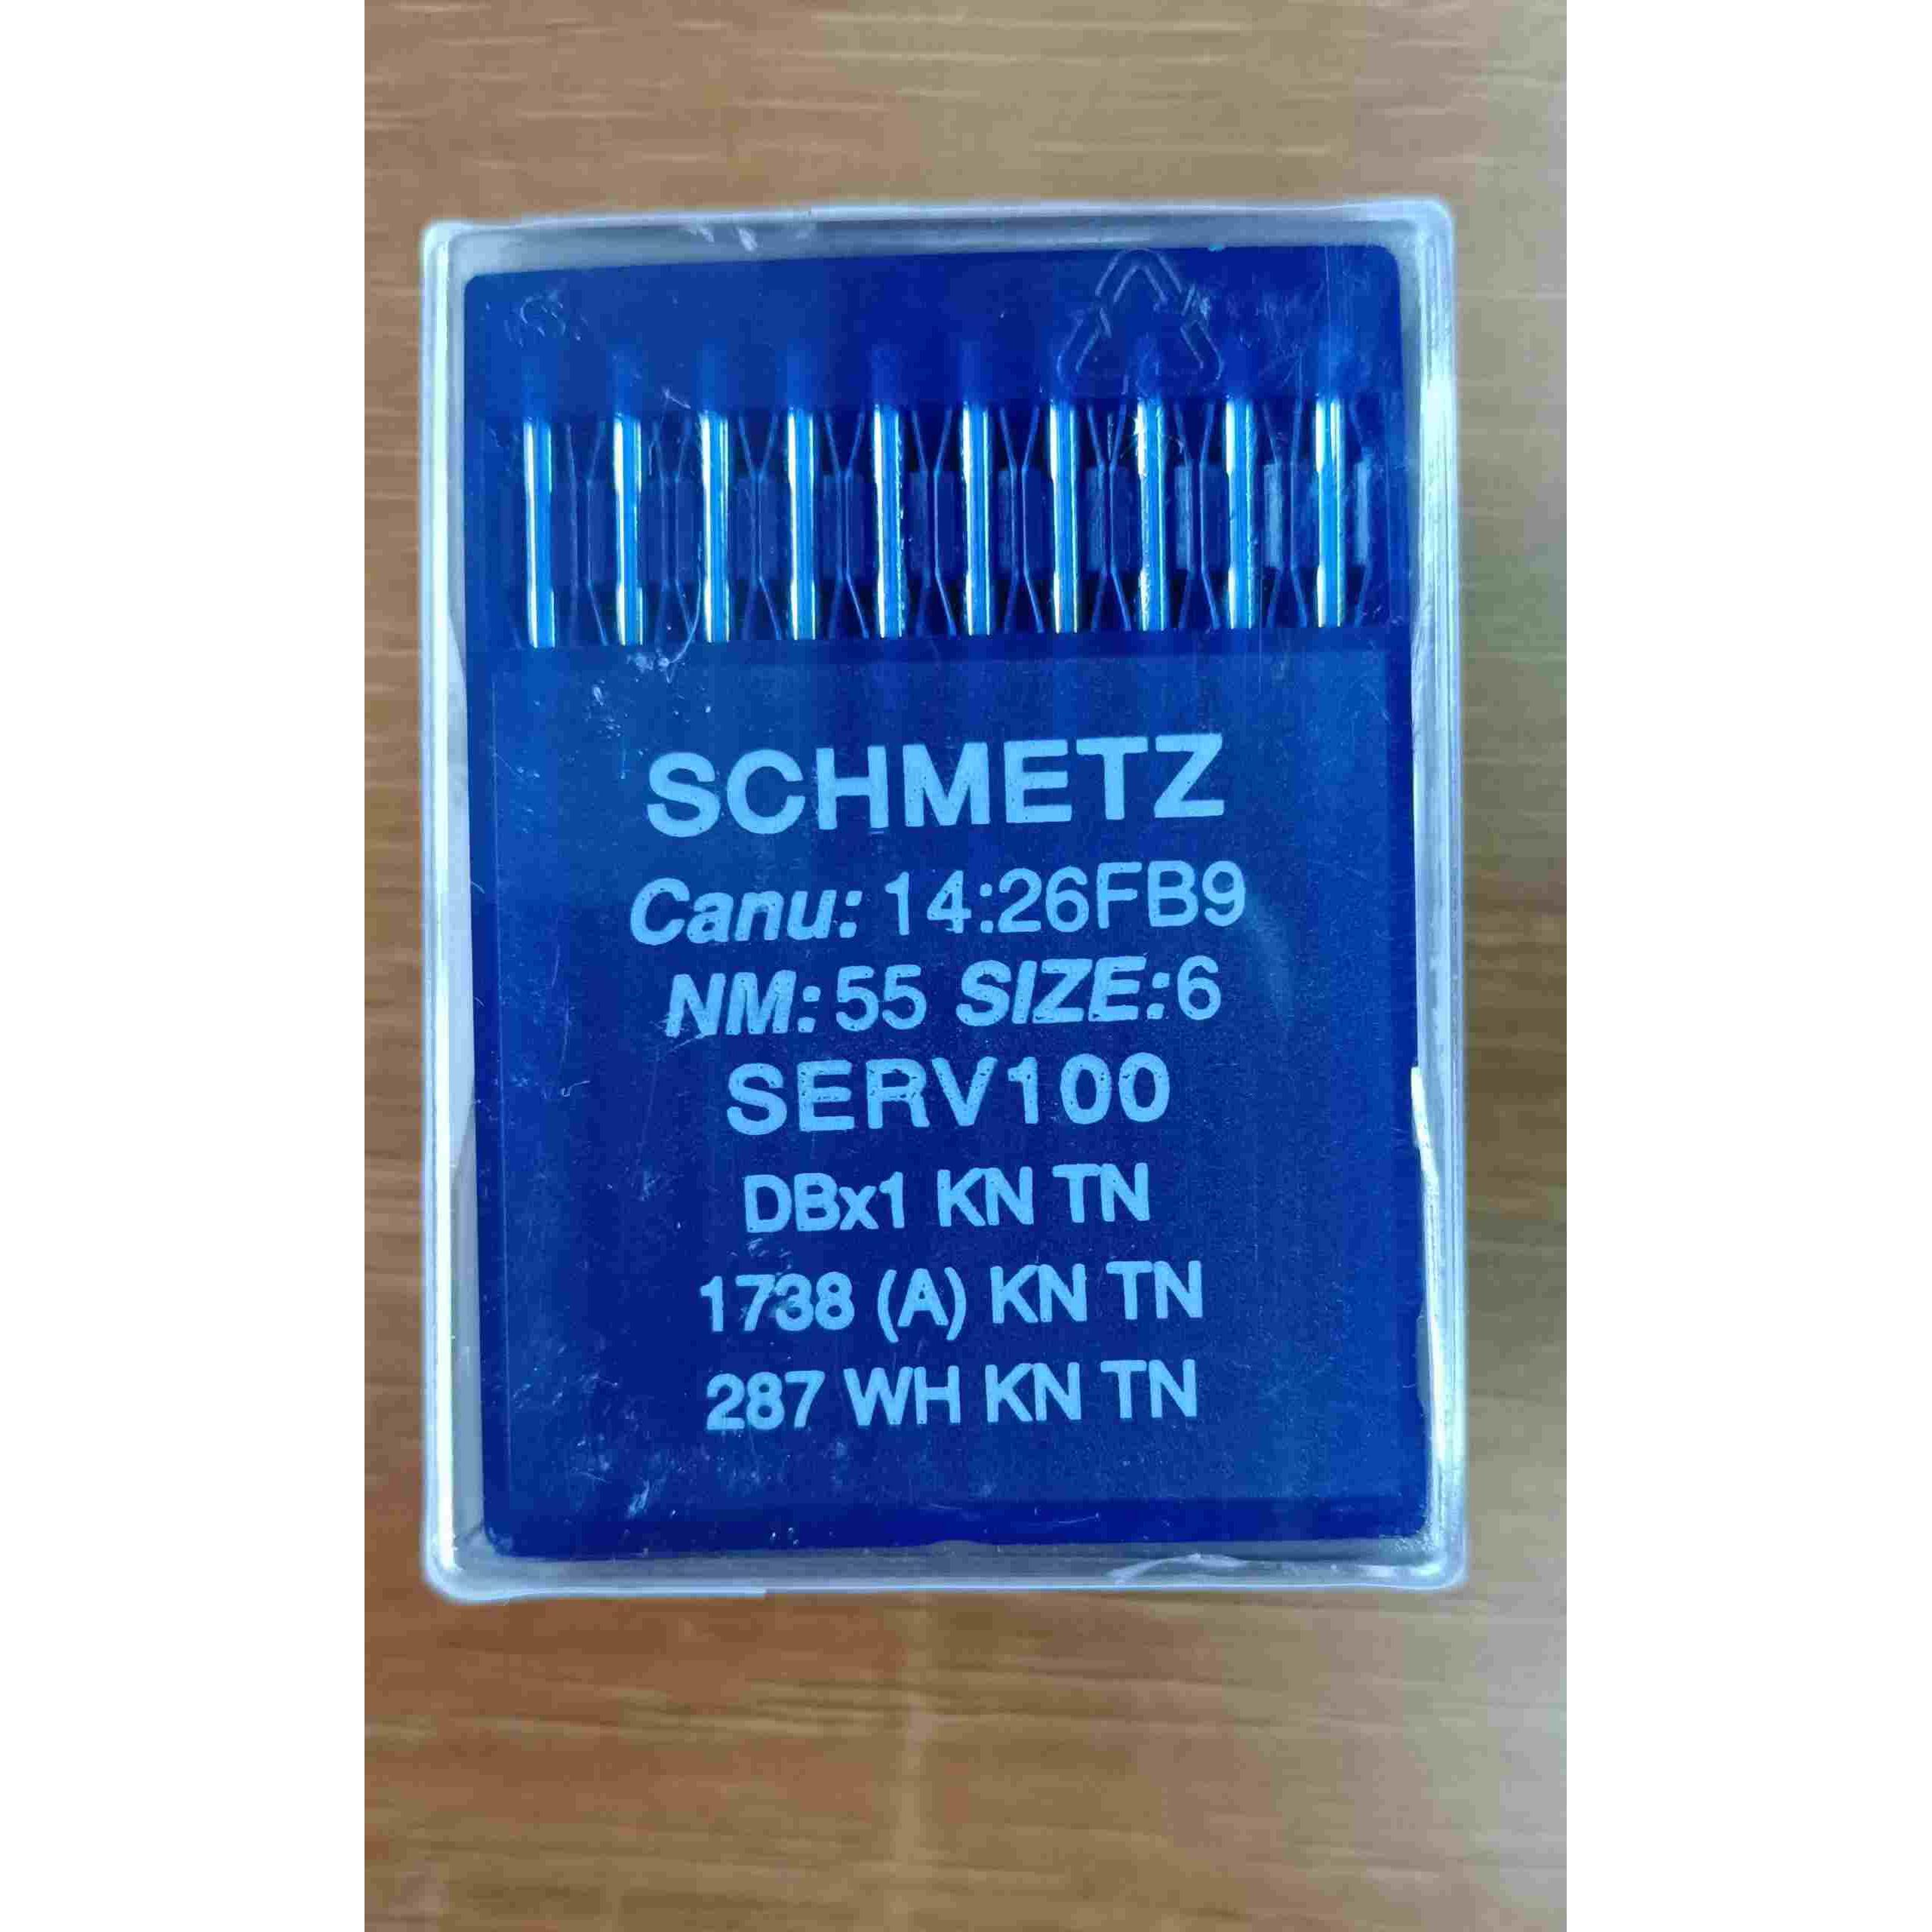 SCHMETZ
Canu: 14:26FB9
NM: 55 SIZE: 6
SERV100
DBx1 KN TN
1738 (A) KN TN
287 WH KN TN